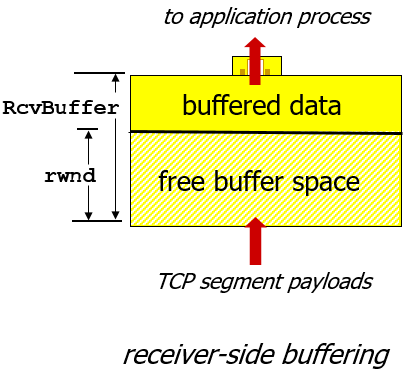 to application process
RcvBuffer
buffered data
rwnd
free buffer space
TCP segment payloads
receiver-side buffering